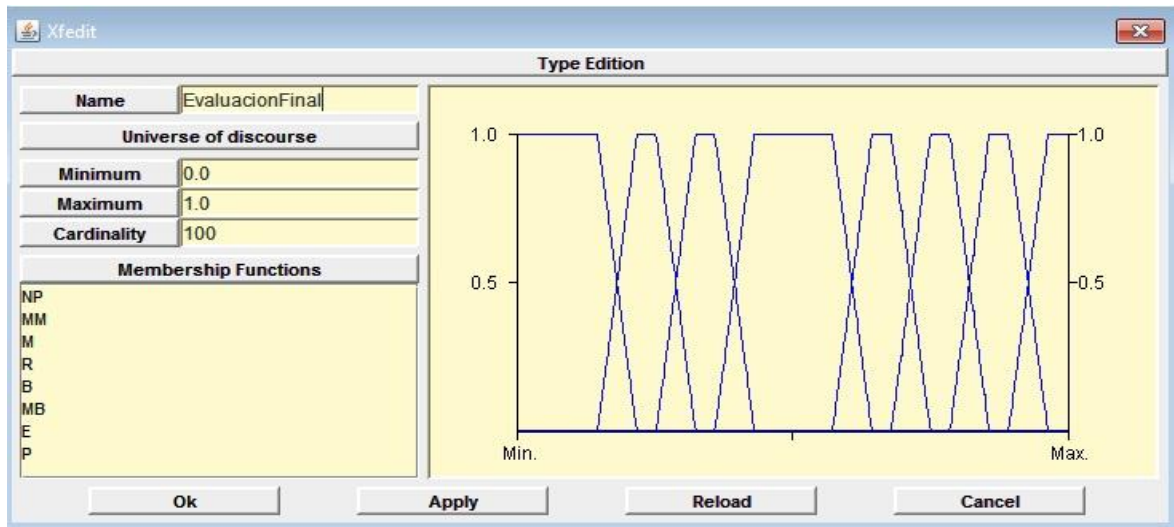 Xfedit
Type Edition
Name EvaluacionFinal
Universe of discourse
Minimum 0.0
Maximum 1.0
Cardinality 100
Membership Functions
NP
MM
M
R
B
MB
E
P
1.0 1.0
0.5 0.5
Min. Max.
Ok Apply Reload Cancel